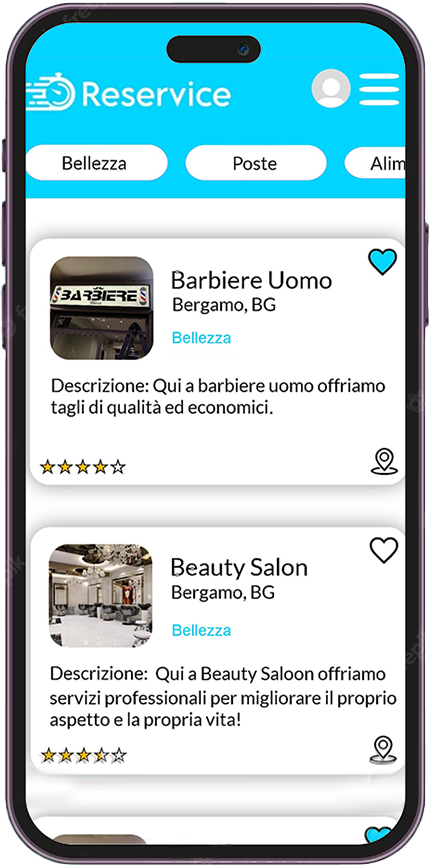 Reservice
Bellezza
Poste
Alim
BARBIERE
Barbiere Uomo
Bergamo, BG
Bellezza
Descrizione: Qui a barbiere uomo offriamo
tagli di qualità ed economici.
Beauty Salon
Bergamo, BG
Bellezza
Descrizione: Qui a Beauty Saloon offriamo
servizi professionali per migliorare il proprio
aspetto e la propria vita!